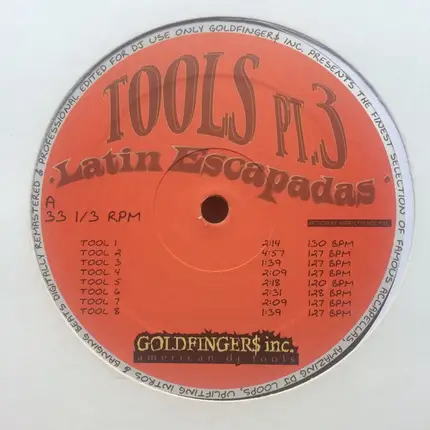 DIGITALLY REMASTERED & PROFESSIONAL EDITED FOR DJ USE ONLY GOLDFINGER$ INC. PRESENTS THE FINEST SELECTION OF FAMOUS ACCAPELLAS, AMAZING DJ LOOPS, UPLIFTING INTROS & BANGING BEATS
TOOLS PT.3
·Latin Escapadas·
A
33 1/3 RPM
TOOL 1 2:14 130 BPM
TOOL 2 4:57 127 BPM
TOOL 3 1:39 127 BPM
TOOL 4 2:09 127 BPM
TOOL 5 2:18 120 BPM
TOOL 6 2:31 128 BPM
TOOL 7 2:09 127 BPM
TOOL 8 1:39 127 BPM
GOLDFINGER$ inc.
american dj tools